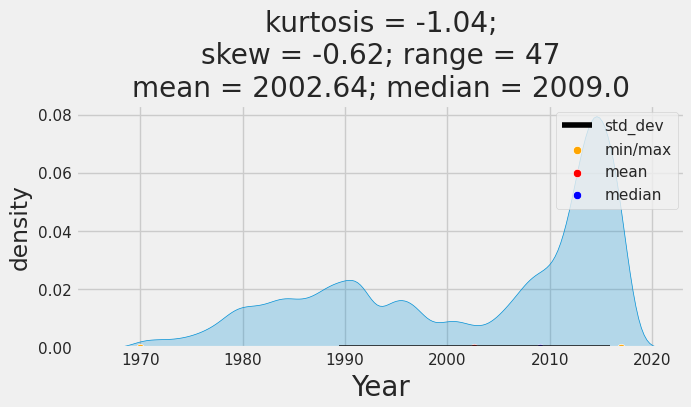 kurtosis = -1.04;
skew = -0.62; range = 47
mean = 2002.64; median = 2009.0
0.08
0.06
0.04
0.02
0.00
density
std_dev
min/max
mean
median
1970 1980 1990 2000 2010 2020
Year